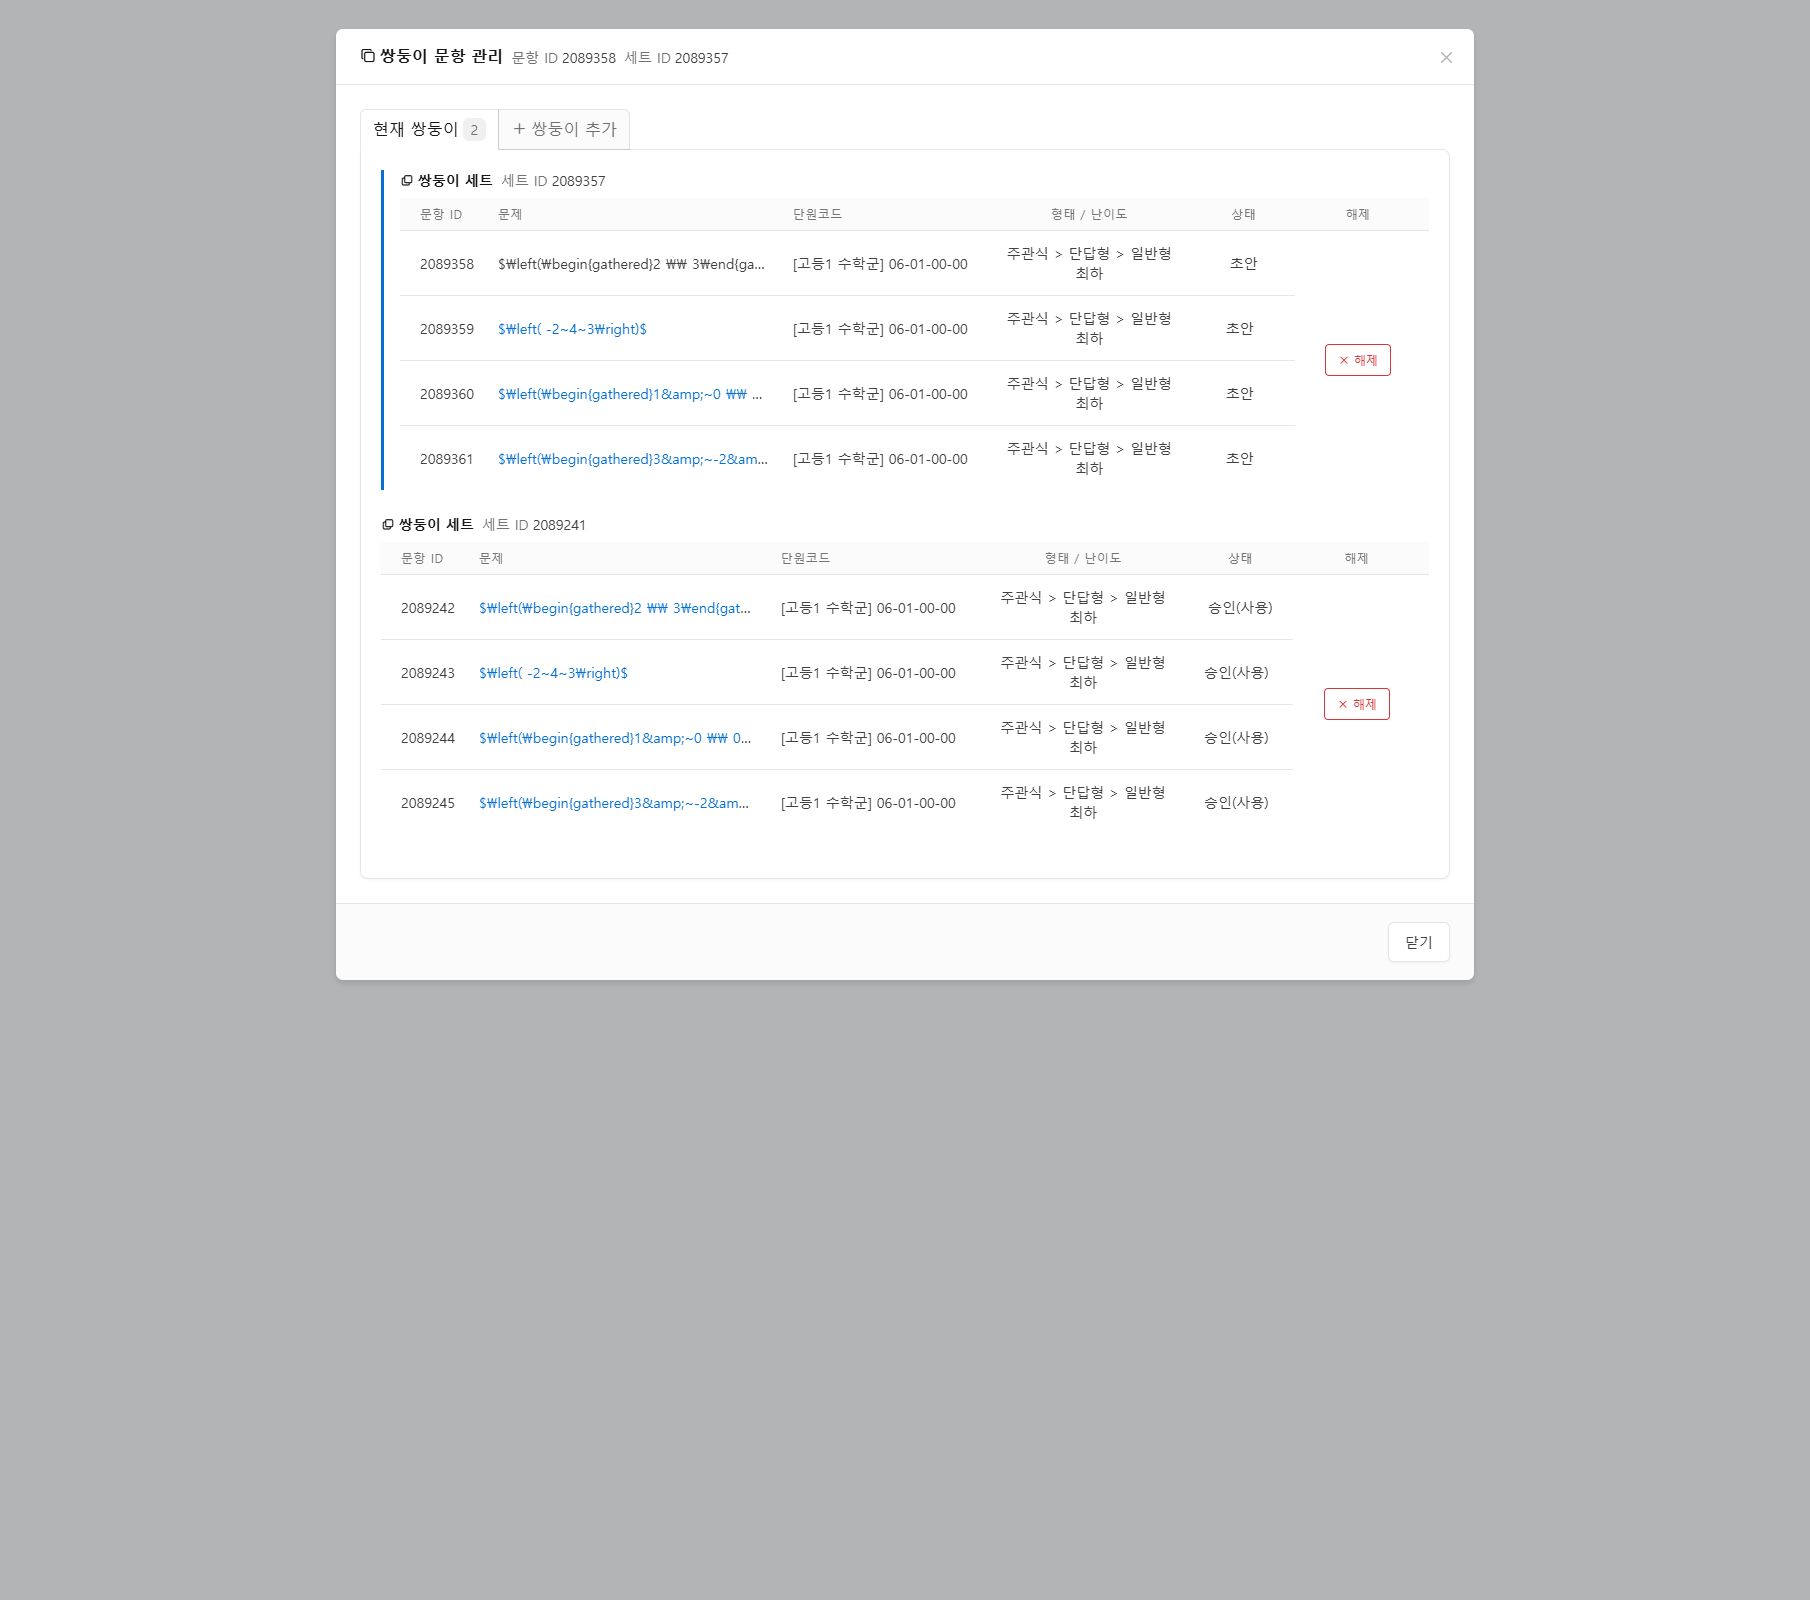 쌍둥이 문항 관리 문항 ID 2089358 세트 ID 2089357
현재 쌍둥이 2 + 쌍둥이 추가
쌍둥이 세트 세트 ID 2089357
문항 ID 문제 단원코드 형태 / 난이도 상태 해제
2089358 $₩left(₩begin{gathered}2 ₩₩ 3₩end{ga... [고등1 수학군] 06-01-00-00 주관식 > 단답형 > 일반형 초안
최하
2089359 $₩left( -2~4~3₩right)$ [고등1 수학군] 06-01-00-00 주관식 > 단답형 > 일반형 초안
최하
× 해제
2089360 $₩left(₩begin{gathered}1&amp;~0 ₩₩ ... [고등1 수학군] 06-01-00-00 주관식 > 단답형 > 일반형 초안
최하
2089361 $₩left(₩begin{gathered}3&amp;~-2&am... [고등1 수학군] 06-01-00-00 주관식 > 단답형 > 일반형 초안
최하
쌍둥이 세트 세트 ID 2089241
문항 ID 문제 단원코드 형태 / 난이도 상태 해제
2089242 $₩left(₩begin{gathered}2 ₩₩ 3₩end{gat... [고등1 수학군] 06-01-00-00 주관식 > 단답형 > 일반형 승인(사용)
최하
2089243 $₩left( -2~4~3₩right)$ [고등1 수학군] 06-01-00-00 주관식 > 단답형 > 일반형 승인(사용)
최하
× 해제
2089244 $₩left(₩begin{gathered}1&amp;~0 ₩₩ 0... [고등1 수학군] 06-01-00-00 주관식 > 단답형 > 일반형 승인(사용)
최하
2089245 $₩left(₩begin{gathered}3&amp;~-2&am... [고등1 수학군] 06-01-00-00 주관식 > 단답형 > 일반형 승인(사용)
최하
닫기